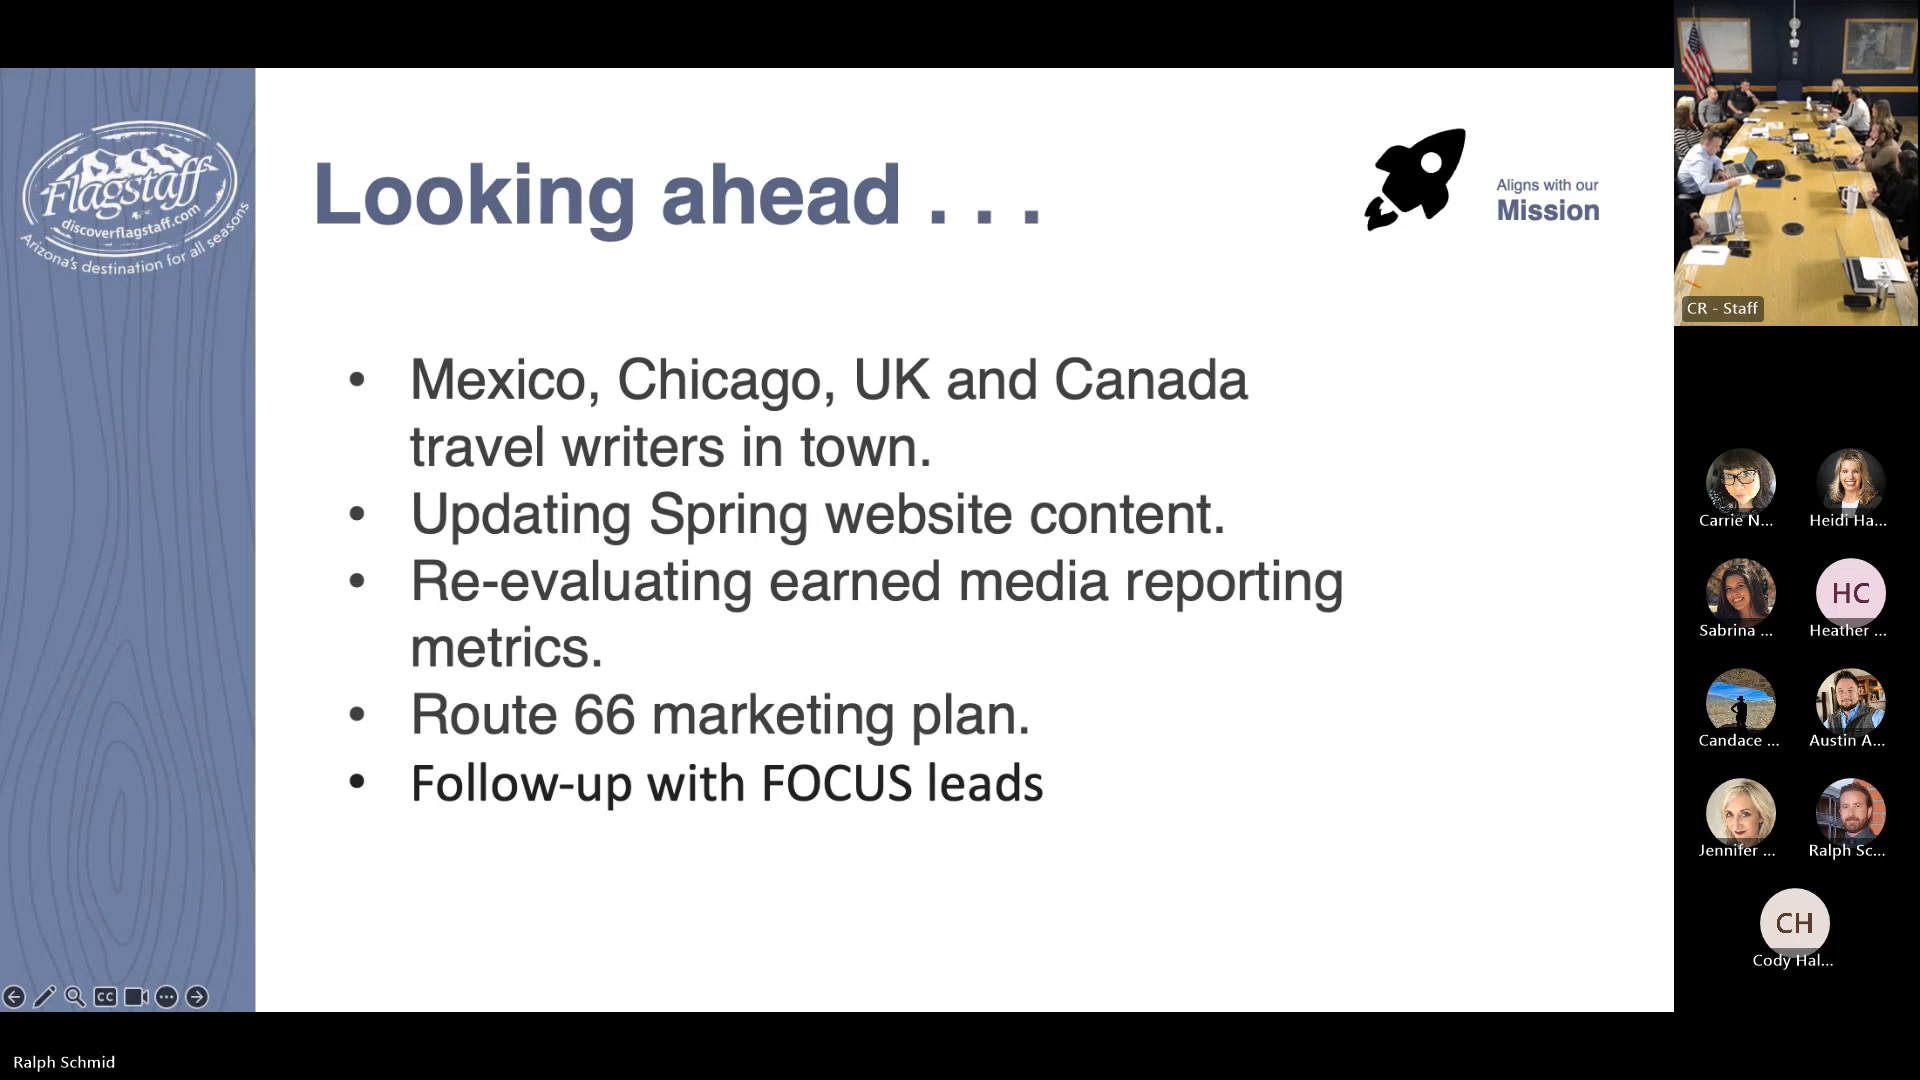 Flagstaff
discoverflagstaff.com
Arizona's destination for all seasons
Looking ahead . . .
Aligns with our
Mission
• Mexico, Chicago, UK and Canada
travel writers in town.
• Updating Spring website content.
• Re-evaluating earned media reporting
metrics.
• Route 66 marketing plan.
• Follow-up with FOCUS leads
CC
Ralph Schmid
CR - Staff
Carrie N...
Heidi Ha...
Sabrina ...
HC
Heather ...
Candace ...
Austin A...
Jennifer ...
Ralph Sc...
CH
Cody Hal...